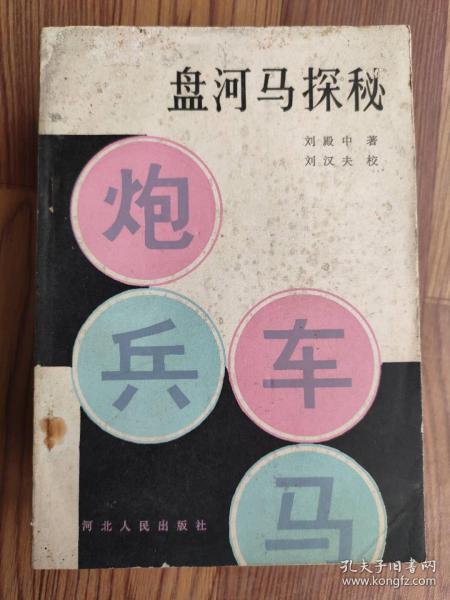 盘河马探秘
刘殿中 著
刘汉夫 校
炮
兵
车
马
河北人民出版社
孔夫子旧书网
www.kongfz.com